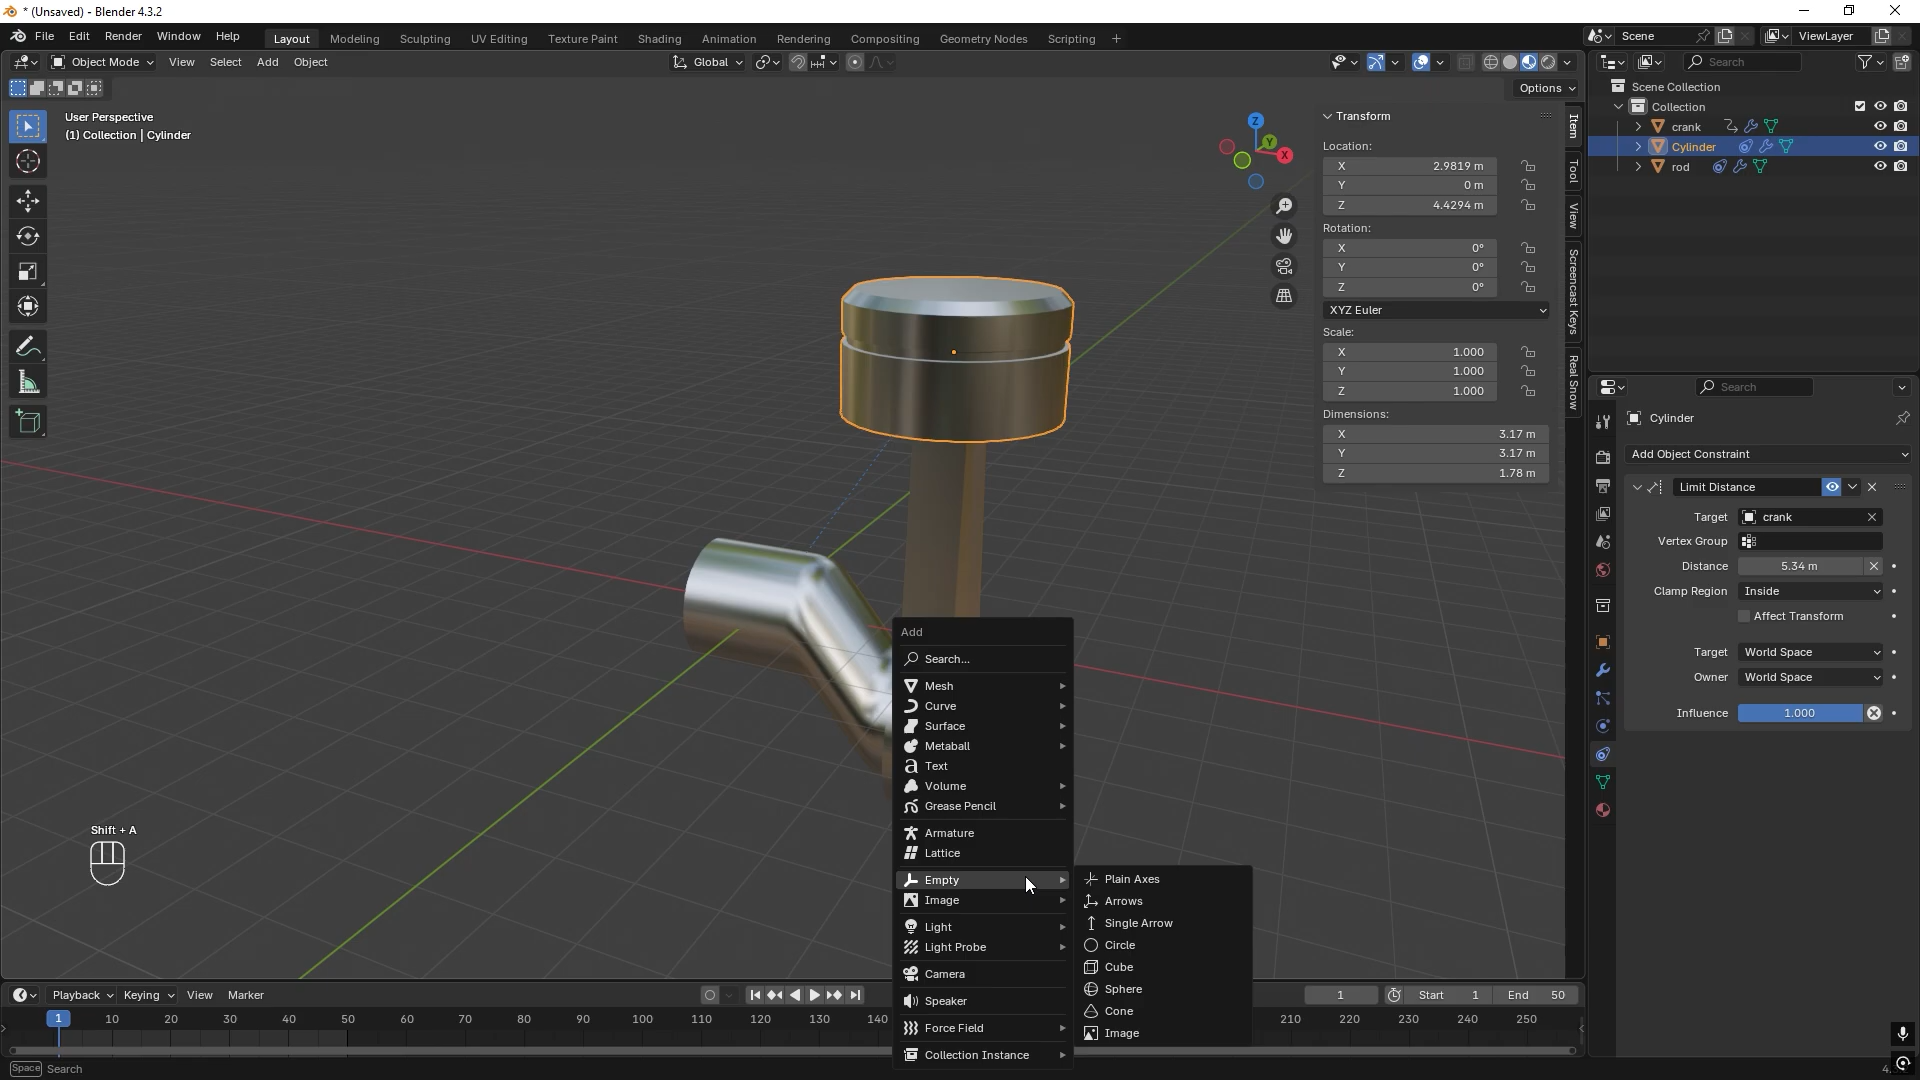 * (Unsaved) - Blender 4.3.2
File Edit Render Window Help
Layout Modeling Sculpting UV Editing Texture Paint Shading Animation Rendering Compositing Geometry Nodes Scripting +
Scene
ViewLayer
Object Mode View Select Add Object
Global
Search
Options
User Perspective
(1) Collection | Cylinder
Z
Y
X
Transform
Location:
X 2.9819 m
Y 0 m
Z 4.4294 m
Rotation:
X 0°
Y 0°
Z 0°
XYZ Euler
Scale:
X 1.000
Y 1.000
Z 1.000
Dimensions:
X 3.17 m
Y 3.17 m
Z 1.78 m
Item
Tool
View
Screencast Keys
Real Snow
Scene Collection
Collection
crank
Cylinder
rod
Search
Cylinder
Add Object Constraint
Limit Distance
Target crank
Vertex Group
Distance 5.34 m
Clamp Region Inside
Affect Transform
Target World Space
Owner World Space
Influence 1.000
Add
Search...
Mesh
Curve
Surface
Metaball
Text
Volume
Grease Pencil
Armature
Lattice
Empty
Image
Light
Light Probe
Camera
Speaker
Force Field
Collection Instance
Plain Axes
Arrows
Single Arrow
Circle
Cube
Sphere
Cone
Image
Shift + A
Playback Keying View Marker
1 Start 1 End 50
1 10 20 30 40 50 60 70 80 90 100 110 120 130 140 210 220 230 240 250
Space Search